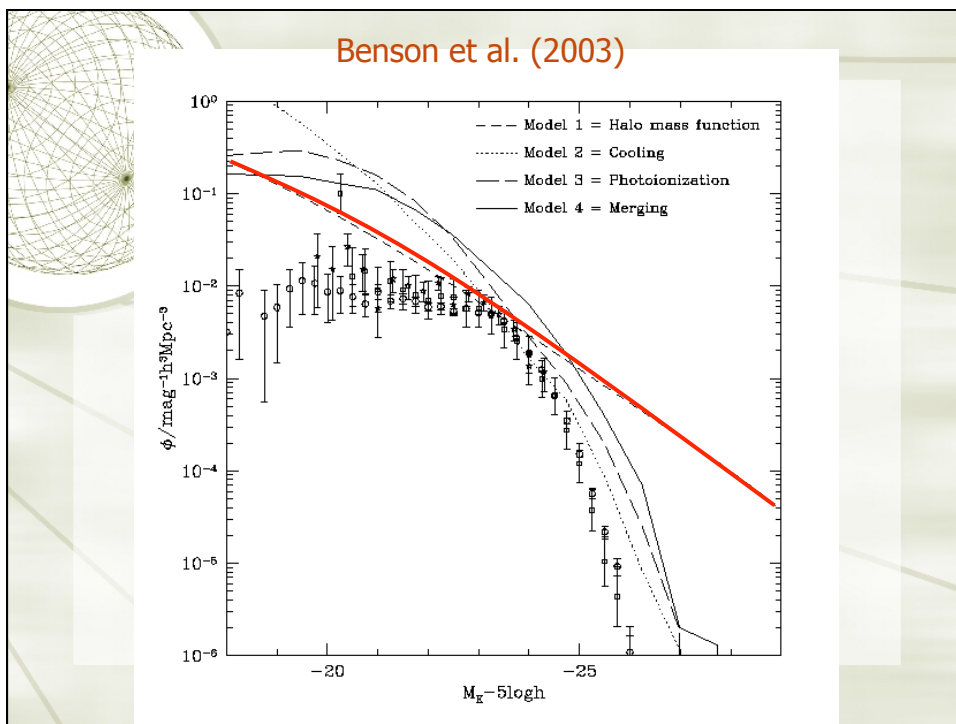 Benson et al. (2003)
10⁰
10⁻¹
10⁻²
10⁻³
10⁻⁴
10⁻⁵
10⁻⁶
ϕ/mag⁻¹h³Mpc⁻³
Model 1 = Halo mass function
Model 2 = Cooling
Model 3 = Photoionization
Model 4 = Merging
−20
−25
M_K−5logh